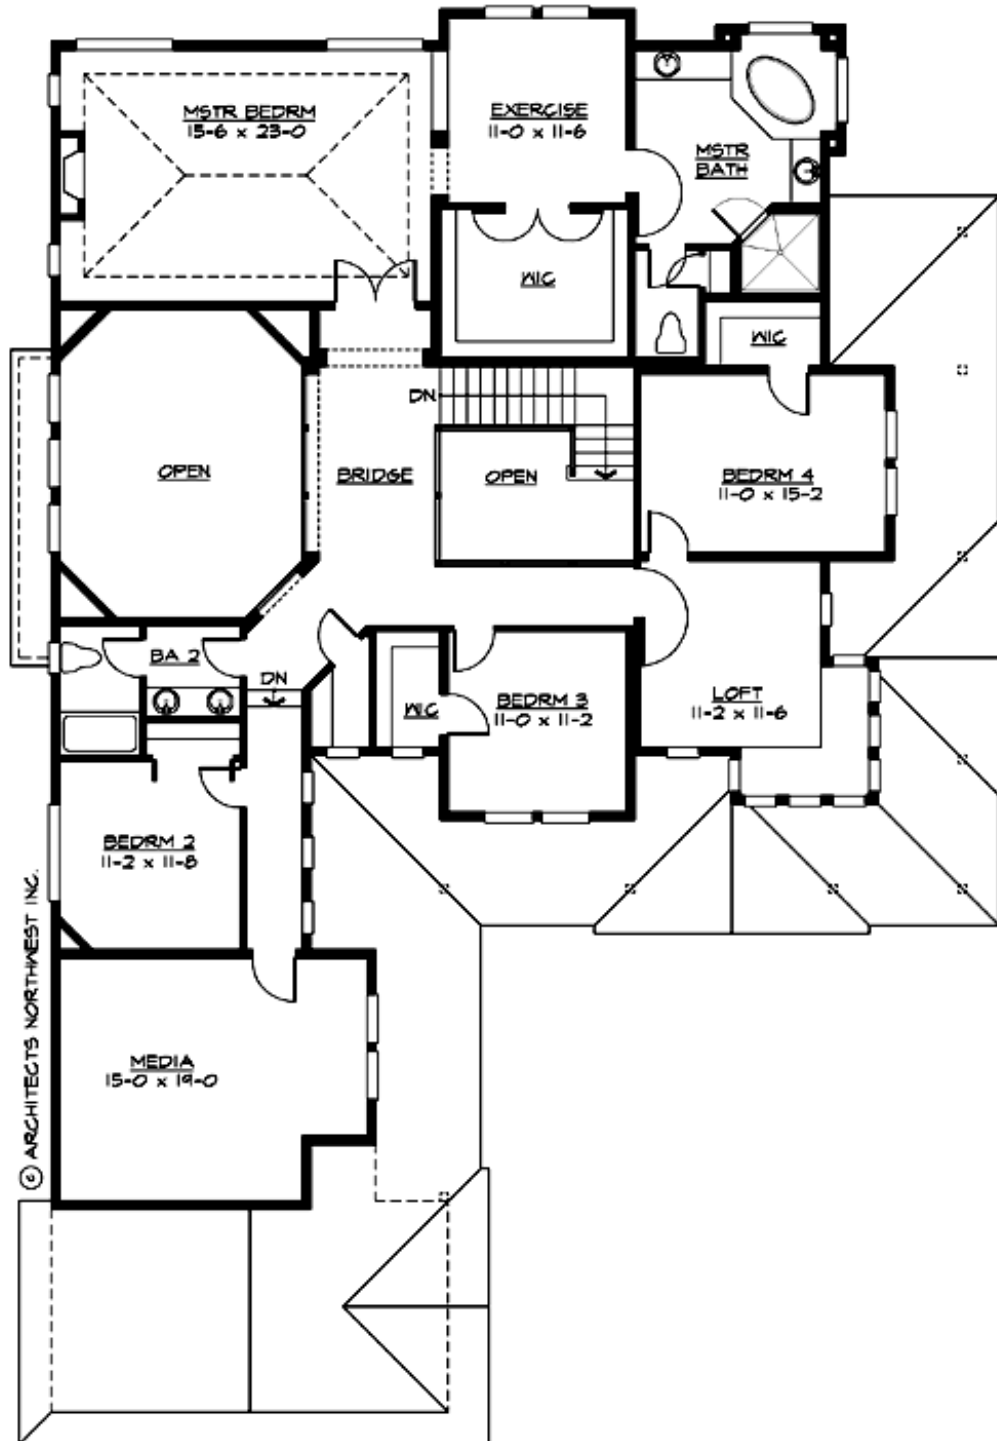 MSTR BEDRM
15-6 x 23-0
EXERCISE
11-0 x 11-6
MSTR
BATH
WIC
WIC
DN
OPEN
BRIDGE
OPEN
BEDRM 4
11-0 x 15-2
BA 2
DN
WIC
BEDRM 3
11-0 x 11-2
LOFT
11-2 x 11-6
BEDRM 2
11-2 x 11-8
MEDIA
15-0 x 19-0
© ARCHITECTS NORTHWEST INC.